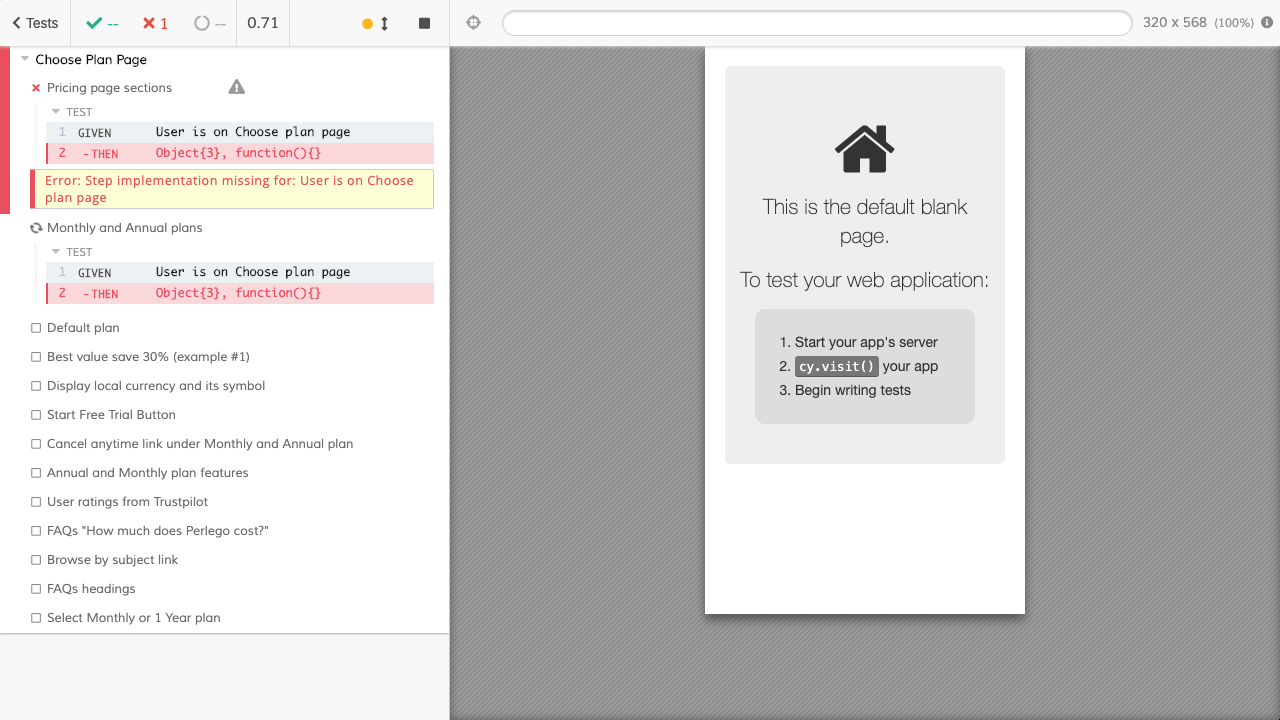 Tests -- 1 -- 0.71
320 x 568 (100%)
Choose Plan Page
Pricing page sections
TEST
1 GIVEN User is on Choose plan page
2 -THEN Object{3}, function(){}
Error: Step implementation missing for: User is on Choose
plan page
Monthly and Annual plans
TEST
1 GIVEN User is on Choose plan page
2 -THEN Object{3}, function(){}
Default plan
Best value save 30% (example #1)
Display local currency and its symbol
Start Free Trial Button
Cancel anytime link under Monthly and Annual plan
Annual and Monthly plan features
User ratings from Trustpilot
FAQs "How much does Perlego cost?"
Browse by subject link
FAQs headings
Select Monthly or 1 Year plan
This is the default blank
page.
To test your web application:
1. Start your app's server
2. cy.visit() your app
3. Begin writing tests